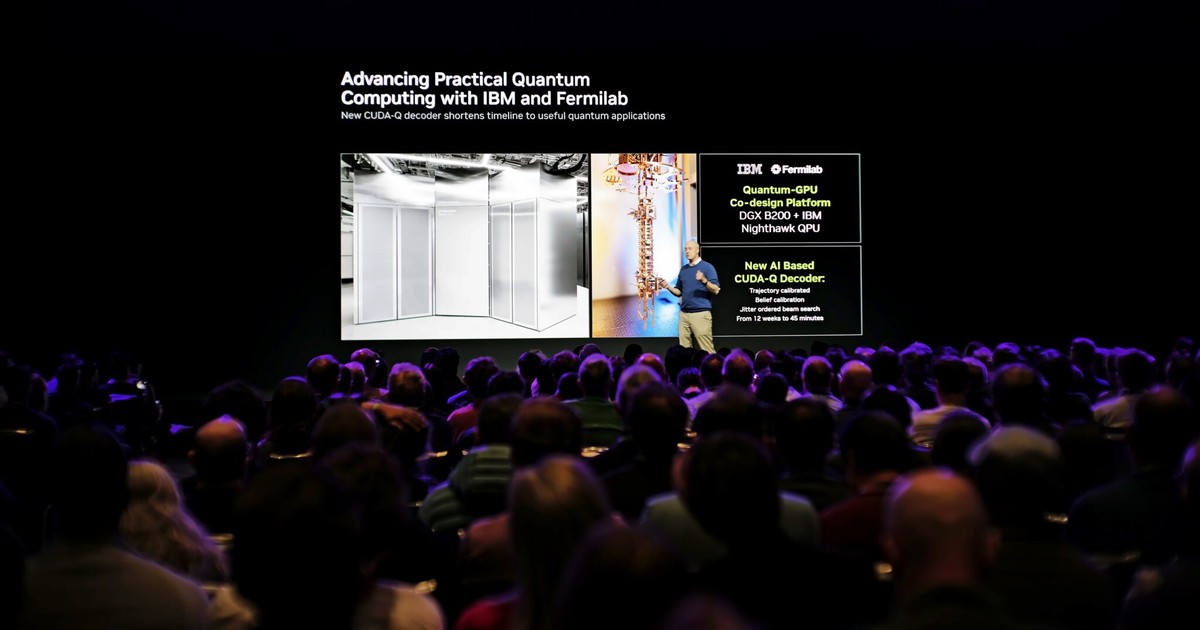 Advancing Practical Quantum
Computing with IBM and Fermilab
New CUDA-Q decoder shortens timeline to useful quantum applications
IBM Fermilab
Quantum-GPU
Co-design Platform
DGX B200 + IBM
Nighthawk QPU
New AI Based
CUDA-Q Decoder:
Trajectory calibrated
Belief calibration
Jitter ordered beam search
From 12 weeks to 45 minutes